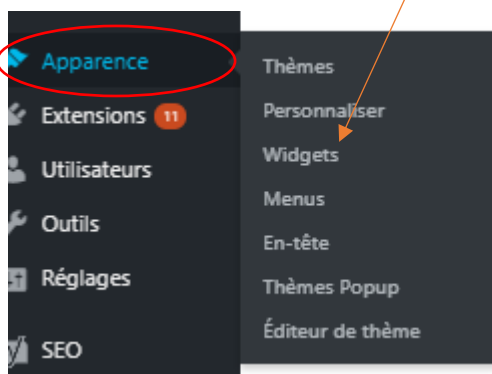 Apparence
Extensions 11
Utilisateurs
Outils
Réglages
SEO
Thèmes
Personnaliser
Widgets
Menus
En-tête
Thèmes Popup
Éditeur de thème